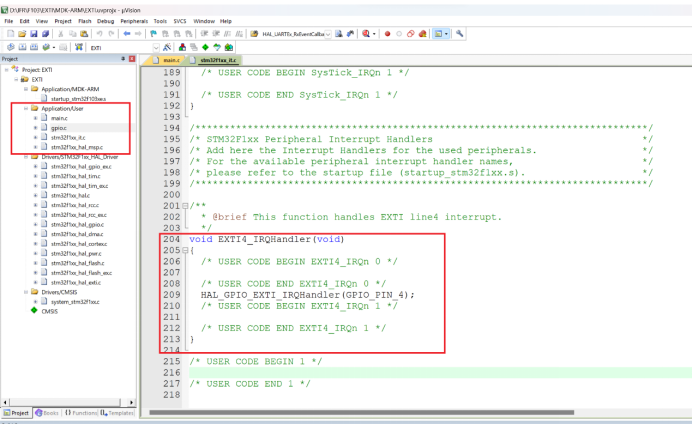 D:\IFR\F103\EXTI\MDK-ARM\EXTI.uvprojx - µVision
File Edit View Project Flash Debug Peripherals Tools SVCS Window Help
HAL_UARTEx_RxEventCallba
EXTI
Project
main.c
stm32f1xx_it.c
Project: EXTI
EXTI
Application/MDK-ARM
startup_stm32f103xe.s
Application/User
main.c
gpio.c
stm32f1xx_it.c
stm32f1xx_hal_msp.c
Drivers/STM32F1xx_HAL_Driver
stm32f1xx_hal_gpio_ex.c
stm32f1xx_hal_tim.c
stm32f1xx_hal_tim_ex.c
stm32f1xx_hal.c
stm32f1xx_hal_rcc.c
stm32f1xx_hal_rcc_ex.c
stm32f1xx_hal_gpio.c
stm32f1xx_hal_dma.c
stm32f1xx_hal_cortex.c
stm32f1xx_hal_pwr.c
stm32f1xx_hal_flash.c
stm32f1xx_hal_flash_ex.c
stm32f1xx_hal_exti.c
Drivers/CMSIS
system_stm32f1xx.c
CMSIS
Project Books {} Functions Templates
189 /* USER CODE BEGIN SysTick_IRQn 1 */
190
191 /* USER CODE END SysTick_IRQn 1 */
192 }
193
194 /******************************************************************************/
195 /* STM32F1xx Peripheral Interrupt Handlers */
196 /* Add here the Interrupt Handlers for the used peripherals. */
197 /* For the available peripheral interrupt handler names, */
198 /* please refer to the startup file (startup_stm32f1xx.s). */
199 /******************************************************************************/
200
201 /**
202 * @brief This function handles EXTI line4 interrupt.
203 */
204 void EXTI4_IRQHandler(void)
205 {
206 /* USER CODE BEGIN EXTI4_IRQn 0 */
207
208 /* USER CODE END EXTI4_IRQn 0 */
209 HAL_GPIO_EXTI_IRQHandler(GPIO_PIN_4);
210 /* USER CODE BEGIN EXTI4_IRQn 1 */
211
212 /* USER CODE END EXTI4_IRQn 1 */
213 }
214
215 /* USER CODE BEGIN 1 */
216
217 /* USER CODE END 1 */
218